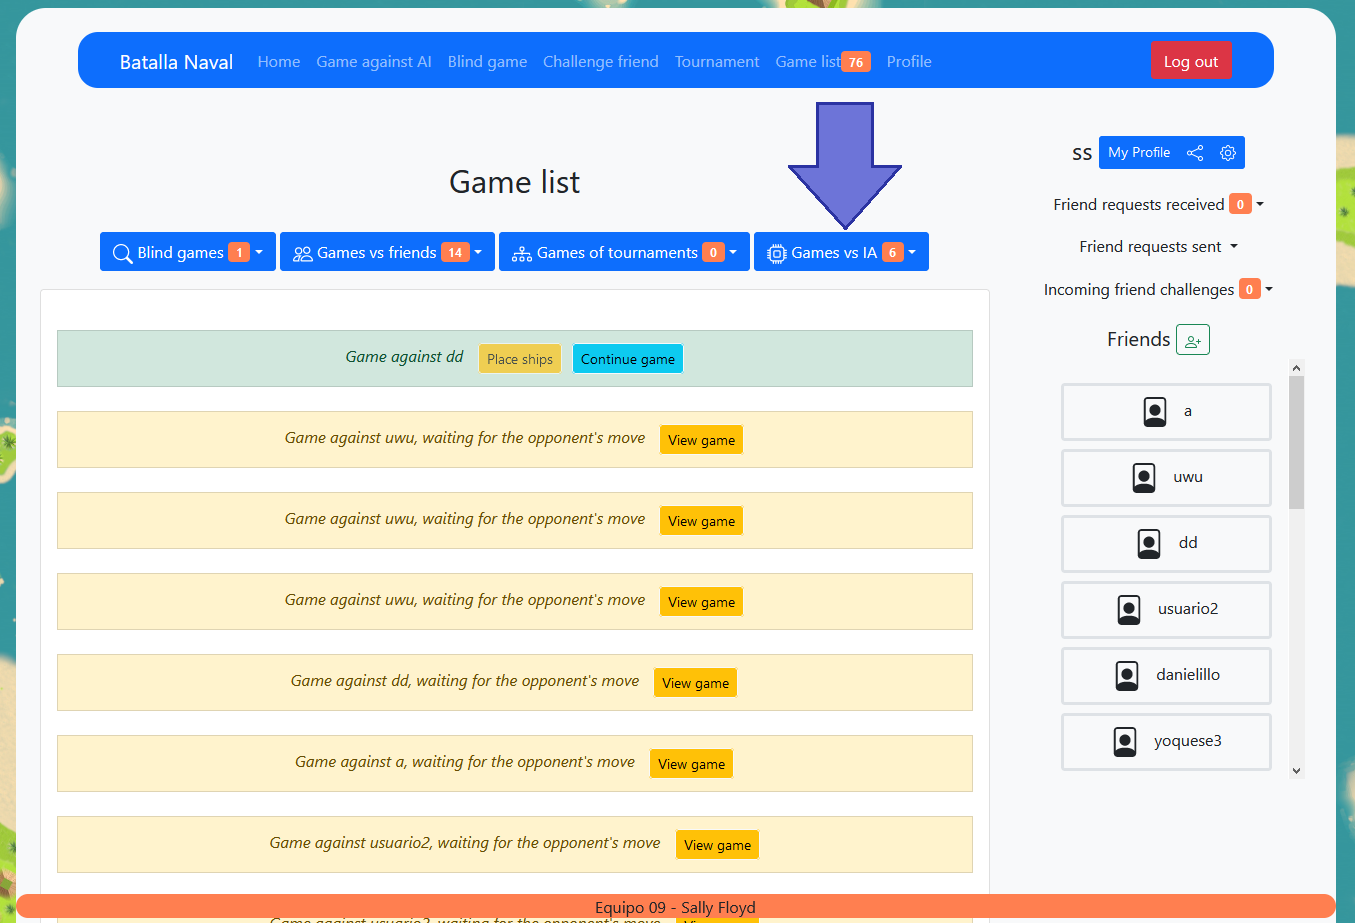 Batalla Naval Home Game against AI Blind game Challenge friend Tournament Game list 76 Profile Log out
Game list
Blind games 1 Games vs friends 14 Games of tournaments 0 Games vs IA 6
Game against dd Place ships Continue game
Game against uwu, waiting for the opponent's move View game
Game against uwu, waiting for the opponent's move View game
Game against uwu, waiting for the opponent's move View game
Game against dd, waiting for the opponent's move View game
Game against a, waiting for the opponent's move View game
Game against usuario2, waiting for the opponent's move View game
ss My Profile
Friend requests received 0
Friend requests sent
Incoming friend challenges 0
Friends
a
uwu
dd
usuario2
danielillo
yoquese3
Equipo 09 - Sally Floyd